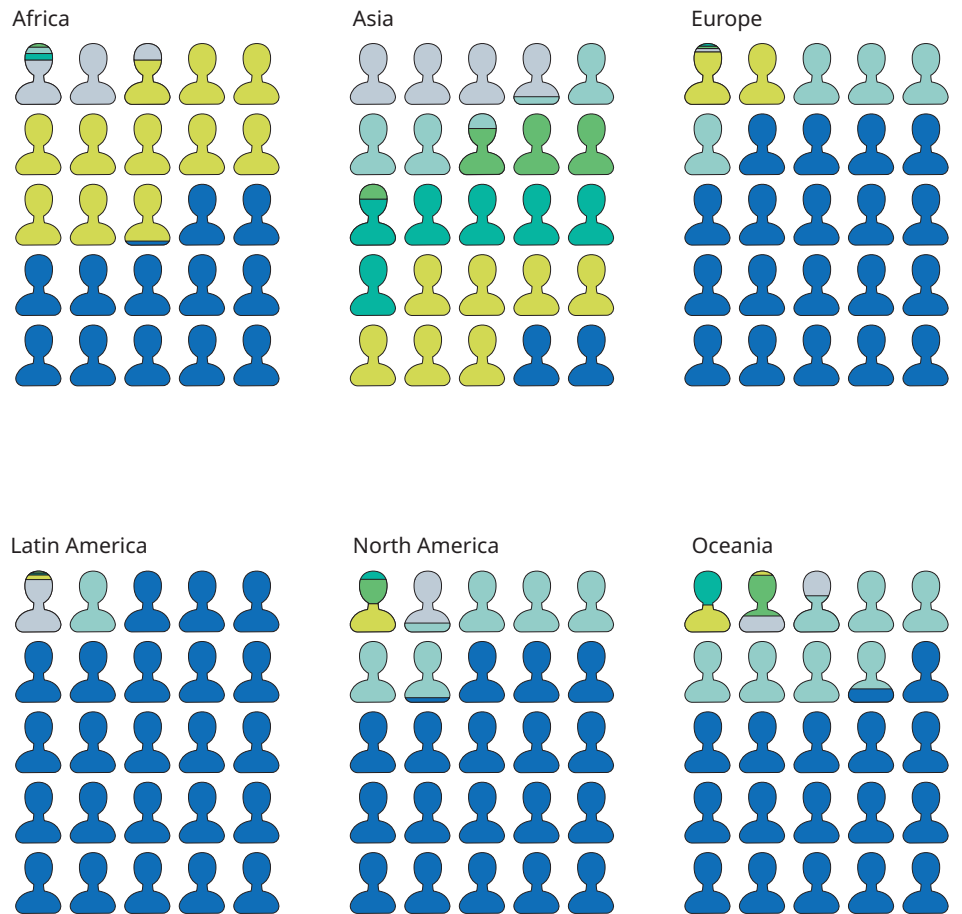 Africa
Asia
Europe
Latin America
North America
Oceania